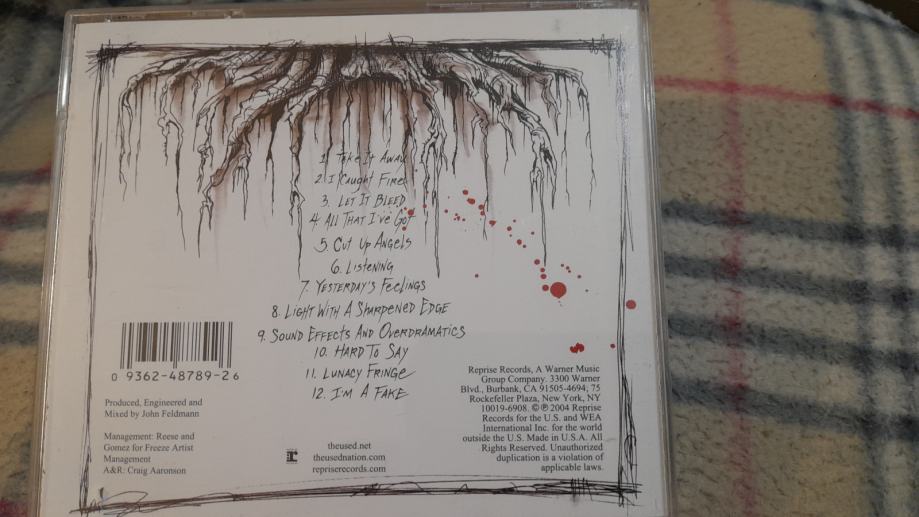 1. Take It Away
2. I Caught Fire
3. Let It Bleed
4. All That I've Got
5. Cut Up Angels
6. Listening
7. Yesterday's Feelings
8. Light With A Sharpened Edge
9. Sound Effects And Overdramatics
10. Hard To Say
11. Lunacy Fringe
12. I'm A Fake
0 9362-48789-2 6
Produced, Engineered and
Mixed by John Feldmann
Management: Reese and
Gomez for Freeze Artist
Management
A&R: Craig Aaronson
R
theused.net
theusednation.com
repriserecords.com
Reprise Records, A Warner Music
Group Company. 3300 Warner
Blvd., Burbank, CA 91505-4694; 75
Rockefeller Plaza, New York, NY
10019-6908. ©℗ 2004 Reprise
Records for the U.S. and WEA
International Inc. for the world
outside the U.S. Made in U.S.A. All
Rights Reserved. Unauthorized
duplication is a violation of
applicable laws.